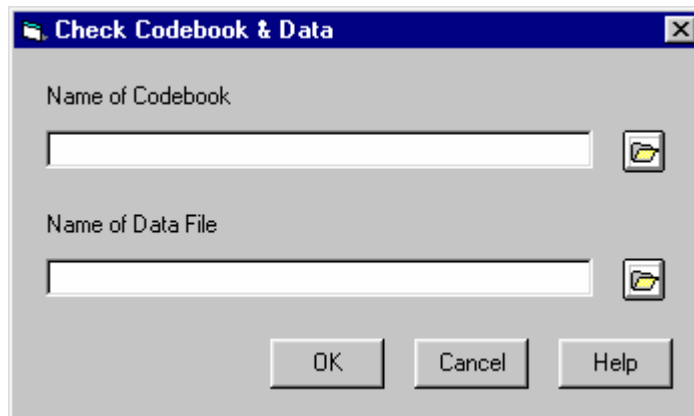 Check Codebook & Data
Name of Codebook
Name of Data File
OK Cancel Help